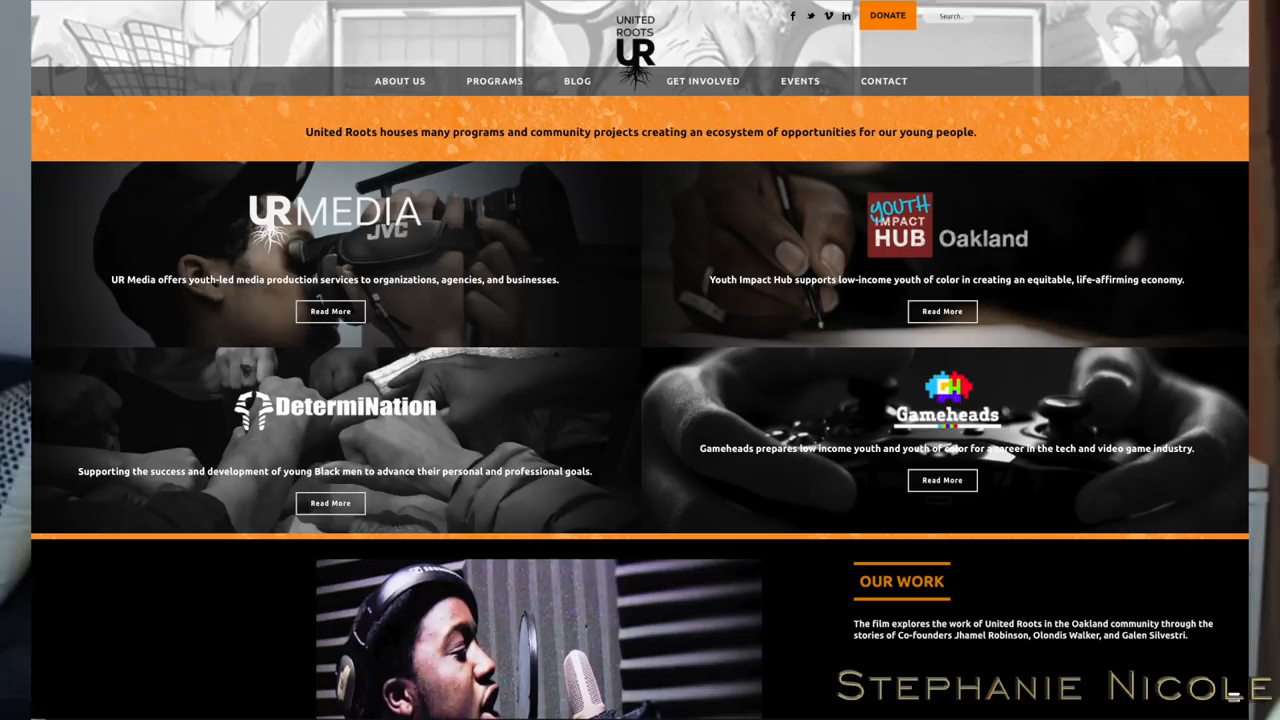 UNITED
ROOTS
UR
DONATE
Search..
ABOUT US PROGRAMS BLOG GET INVOLVED EVENTS CONTACT
United Roots houses many programs and community projects creating an ecosystem of opportunities for our young people.
UR MEDIA
JVC
UR Media offers youth-led media production services to organizations, agencies, and businesses.
Read More
YOUTH
IMPACT
HUB Oakland
Youth Impact Hub supports low-income youth of color in creating an equitable, life-affirming economy.
Read More
DetermiNation
Supporting the success and development of young Black men to advance their personal and professional goals.
Read More
GH
Gameheads
Gameheads prepares low income youth and youth of color for a career in the tech and video game industry.
Read More
OUR WORK
The film explores the work of United Roots in the Oakland community through the
stories of Co-founders Jhamel Robinson, Olondis Walker, and Galen Silvestri.
STEPHANIE NICOLE